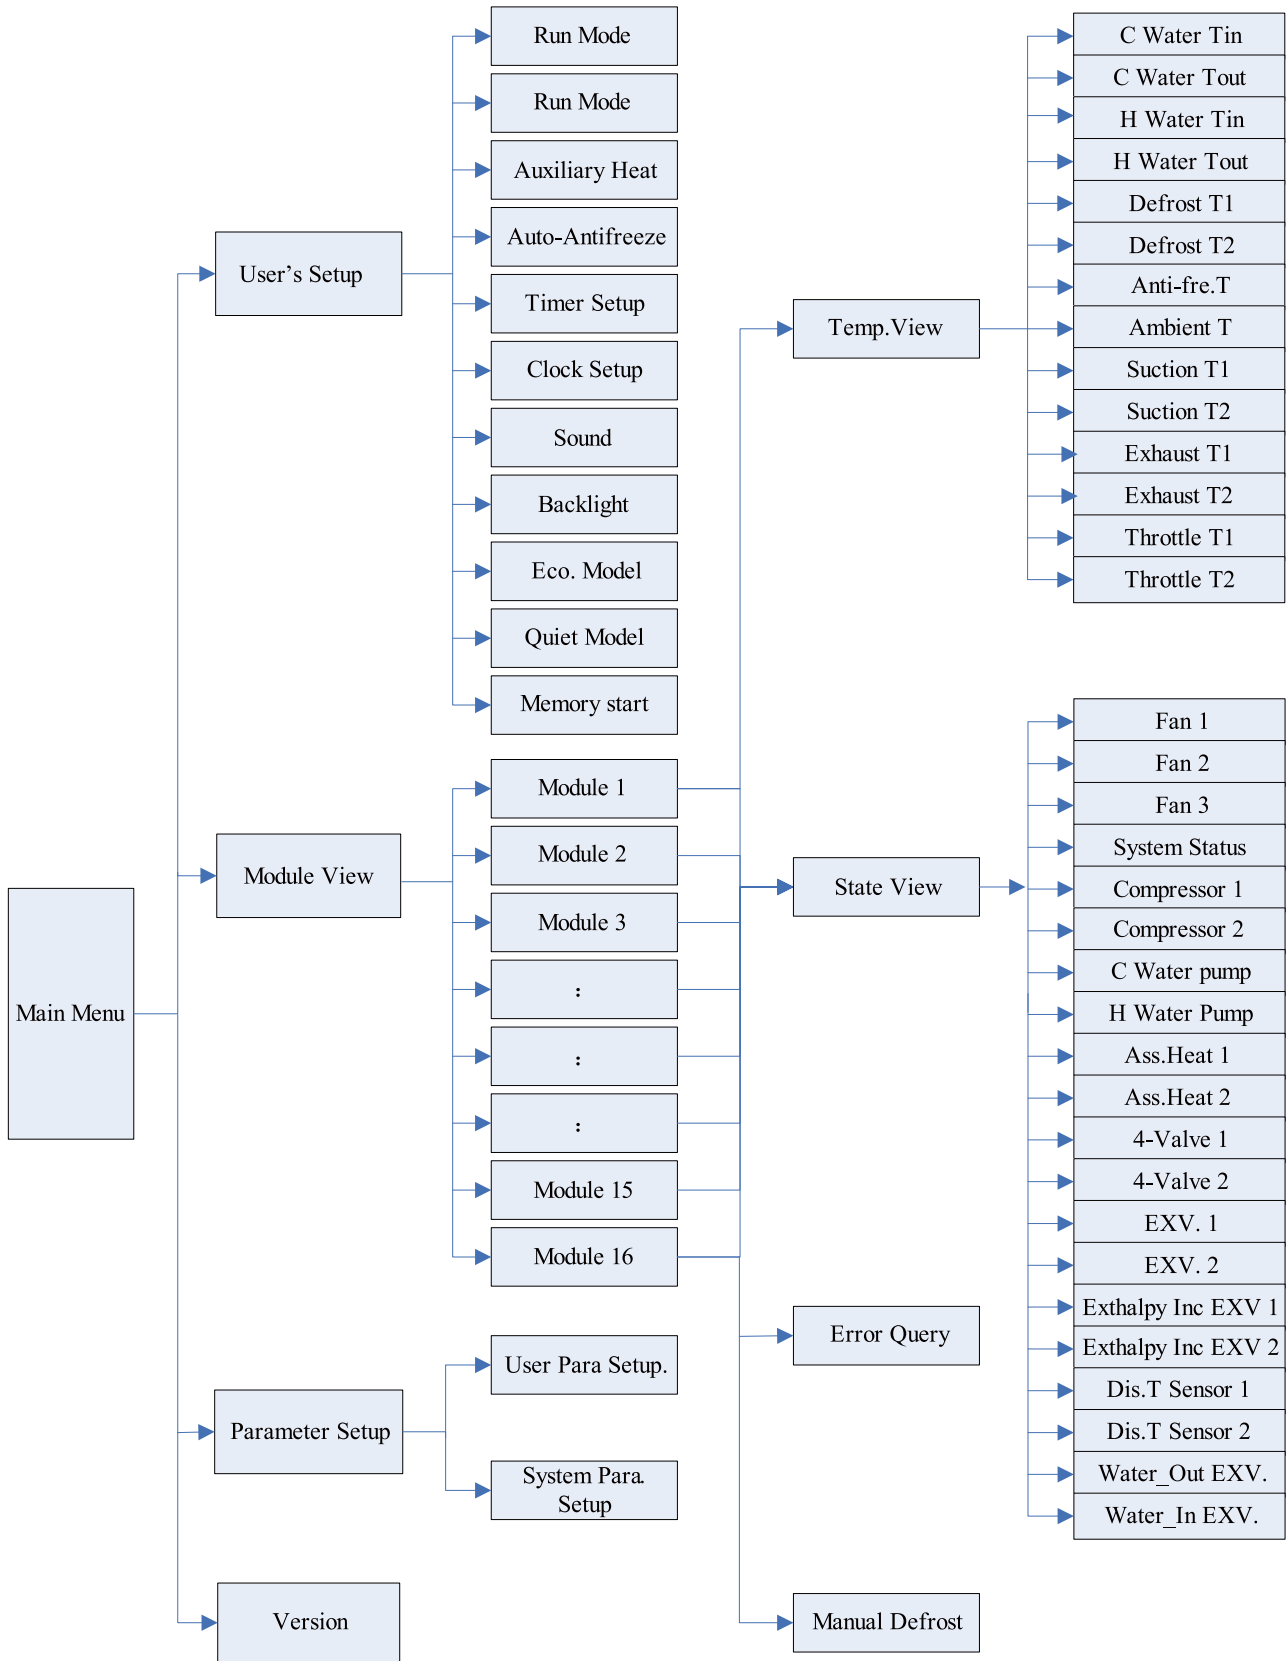 Main Menu
User’s Setup
Module View
Parameter Setup
Version
Run Mode
Run Mode
Auxiliary Heat
Auto-Antifreeze
Timer Setup
Clock Setup
Sound
Backlight
Eco. Model
Quiet Model
Memory start
Module 1
Module 2
Module 3
:
:
:
Module 15
Module 16
User Para Setup.
System Para.
Setup
Temp.View
State View
Error Query
Manual Defrost
C Water Tin
C Water Tout
H Water Tin
H Water Tout
Defrost T1
Defrost T2
Anti-fre.T
Ambient T
Suction T1
Suction T2
Exhaust T1
Exhaust T2
Throttle T1
Throttle T2
Fan 1
Fan 2
Fan 3
System Status
Compressor 1
Compressor 2
C Water pump
H Water Pump
Ass.Heat 1
Ass.Heat 2
4-Valve 1
4-Valve 2
EXV. 1
EXV. 2
Exthalpy Inc EXV 1
Exthalpy Inc EXV 2
Dis.T Sensor 1
Dis.T Sensor 2
Water_Out EXV.
Water_In EXV.